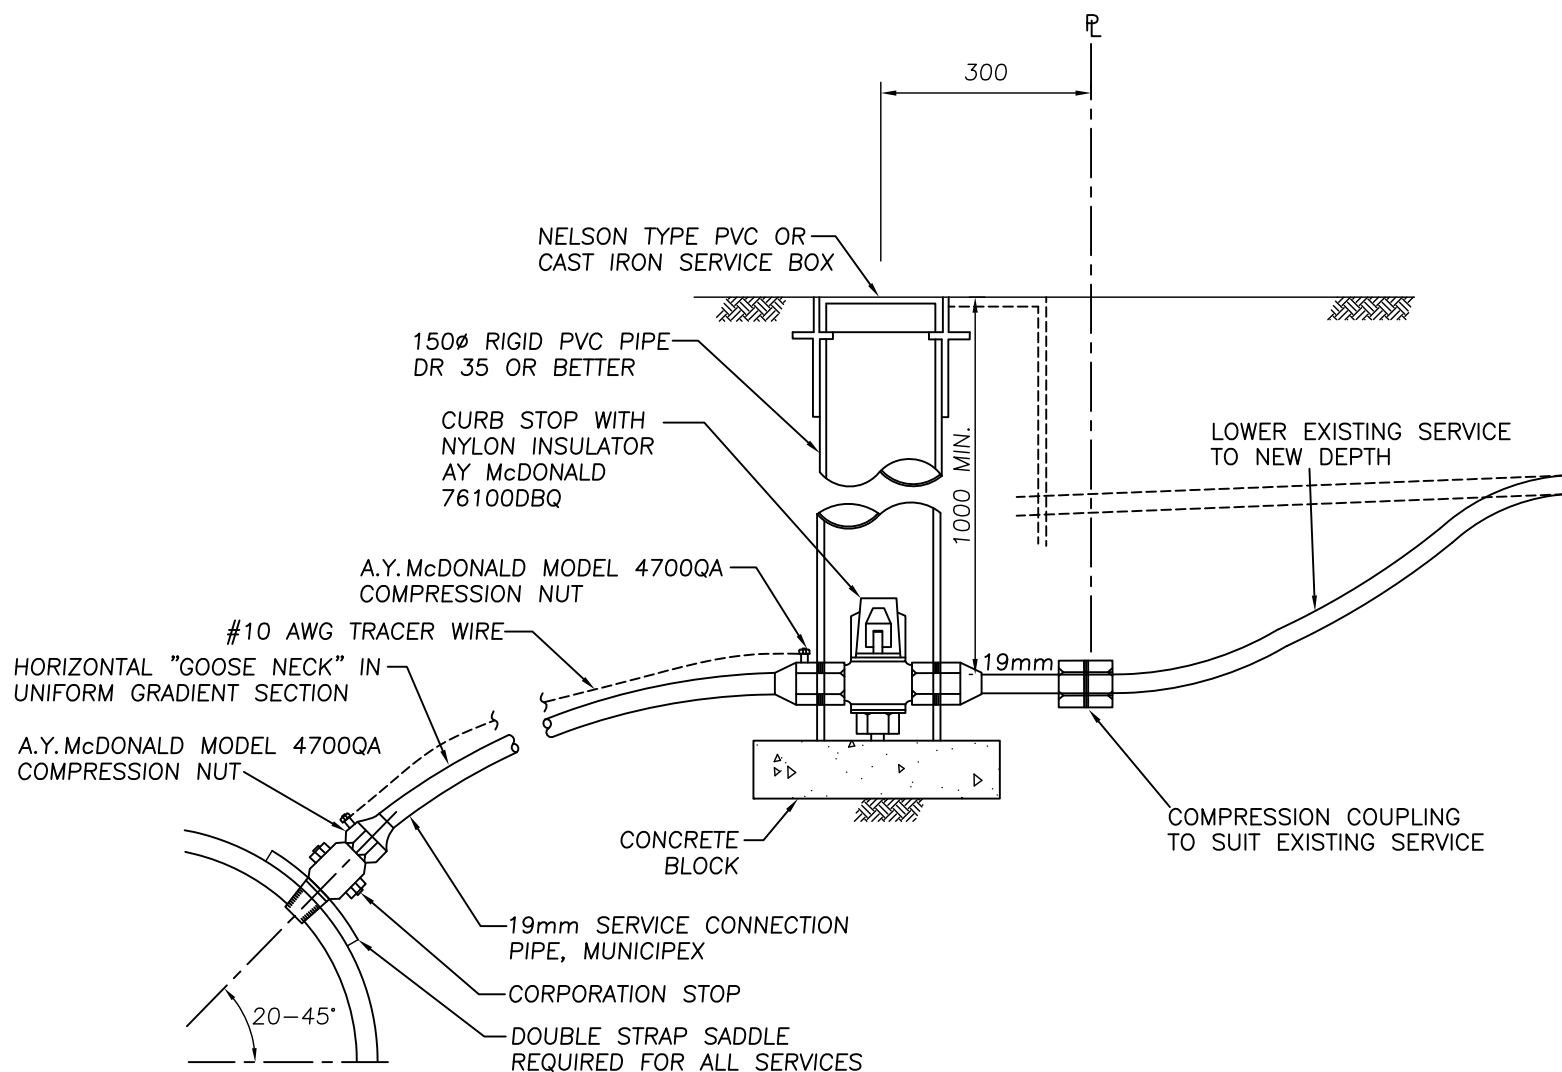 ℄
300
NELSON TYPE PVC OR
CAST IRON SERVICE BOX
150ø RIGID PVC PIPE
DR 35 OR BETTER
CURB STOP WITH
NYLON INSULATOR
AY McDONALD
76100DBQ
1000 MIN.
LOWER EXISTING SERVICE
TO NEW DEPTH
A.Y.McDONALD MODEL 4700QA
COMPRESSION NUT
#10 AWG TRACER WIRE
HORIZONTAL "GOOSE NECK" IN
UNIFORM GRADIENT SECTION
19mm
A.Y.McDONALD MODEL 4700QA
COMPRESSION NUT
COMPRESSION COUPLING
TO SUIT EXISTING SERVICE
CONCRETE
BLOCK
19mm SERVICE CONNECTION
PIPE, MUNICIPEX
CORPORATION STOP
20-45°
DOUBLE STRAP SADDLE
REQUIRED FOR ALL SERVICES